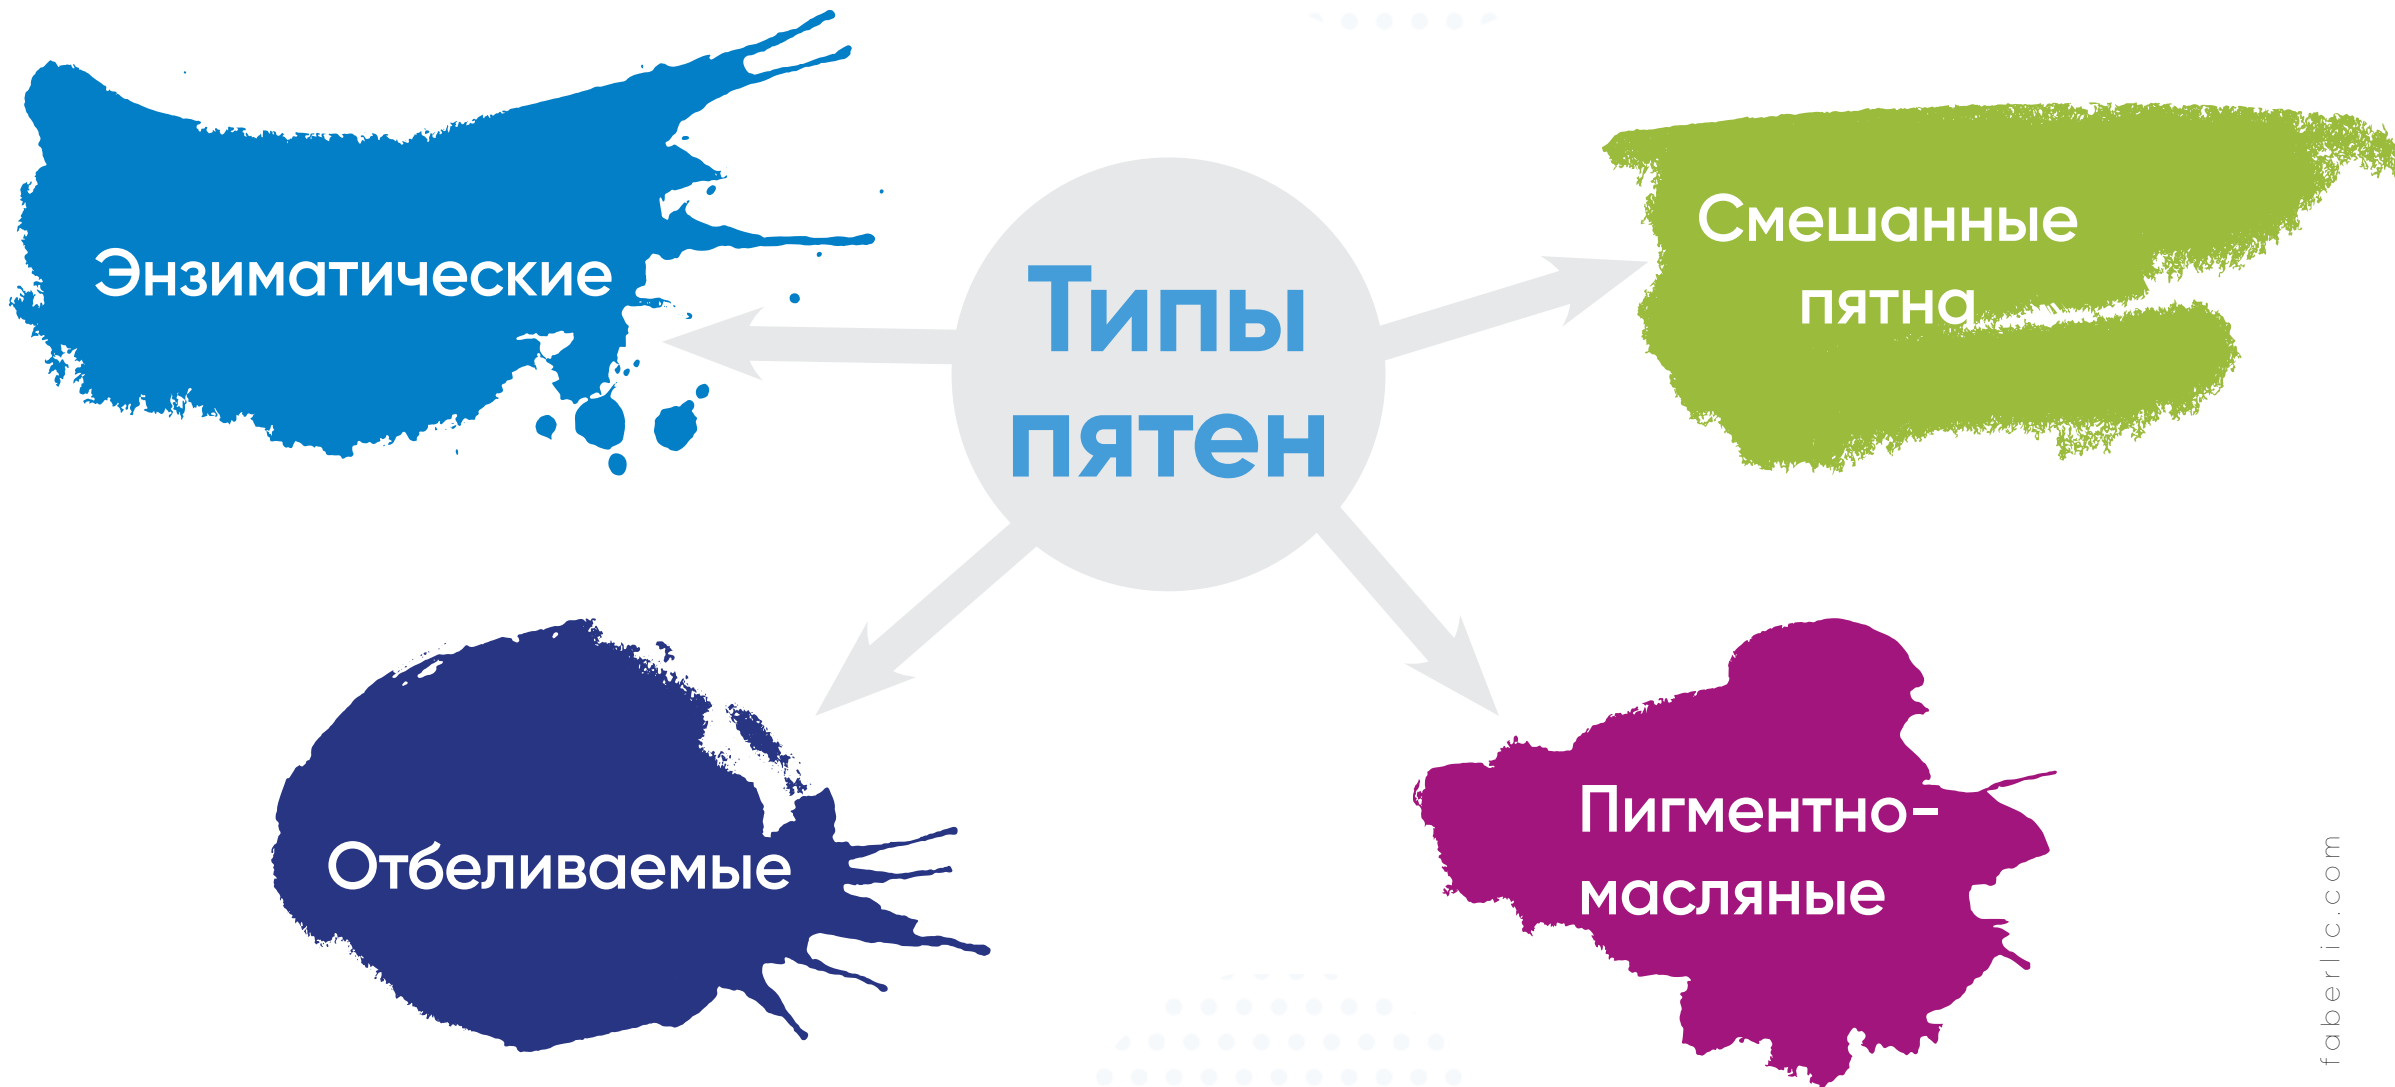 Типы
пятен
Энзиматические
Смешанные
пятна
Отбеливаемые
Пигментно-
масляные
faberlic.com